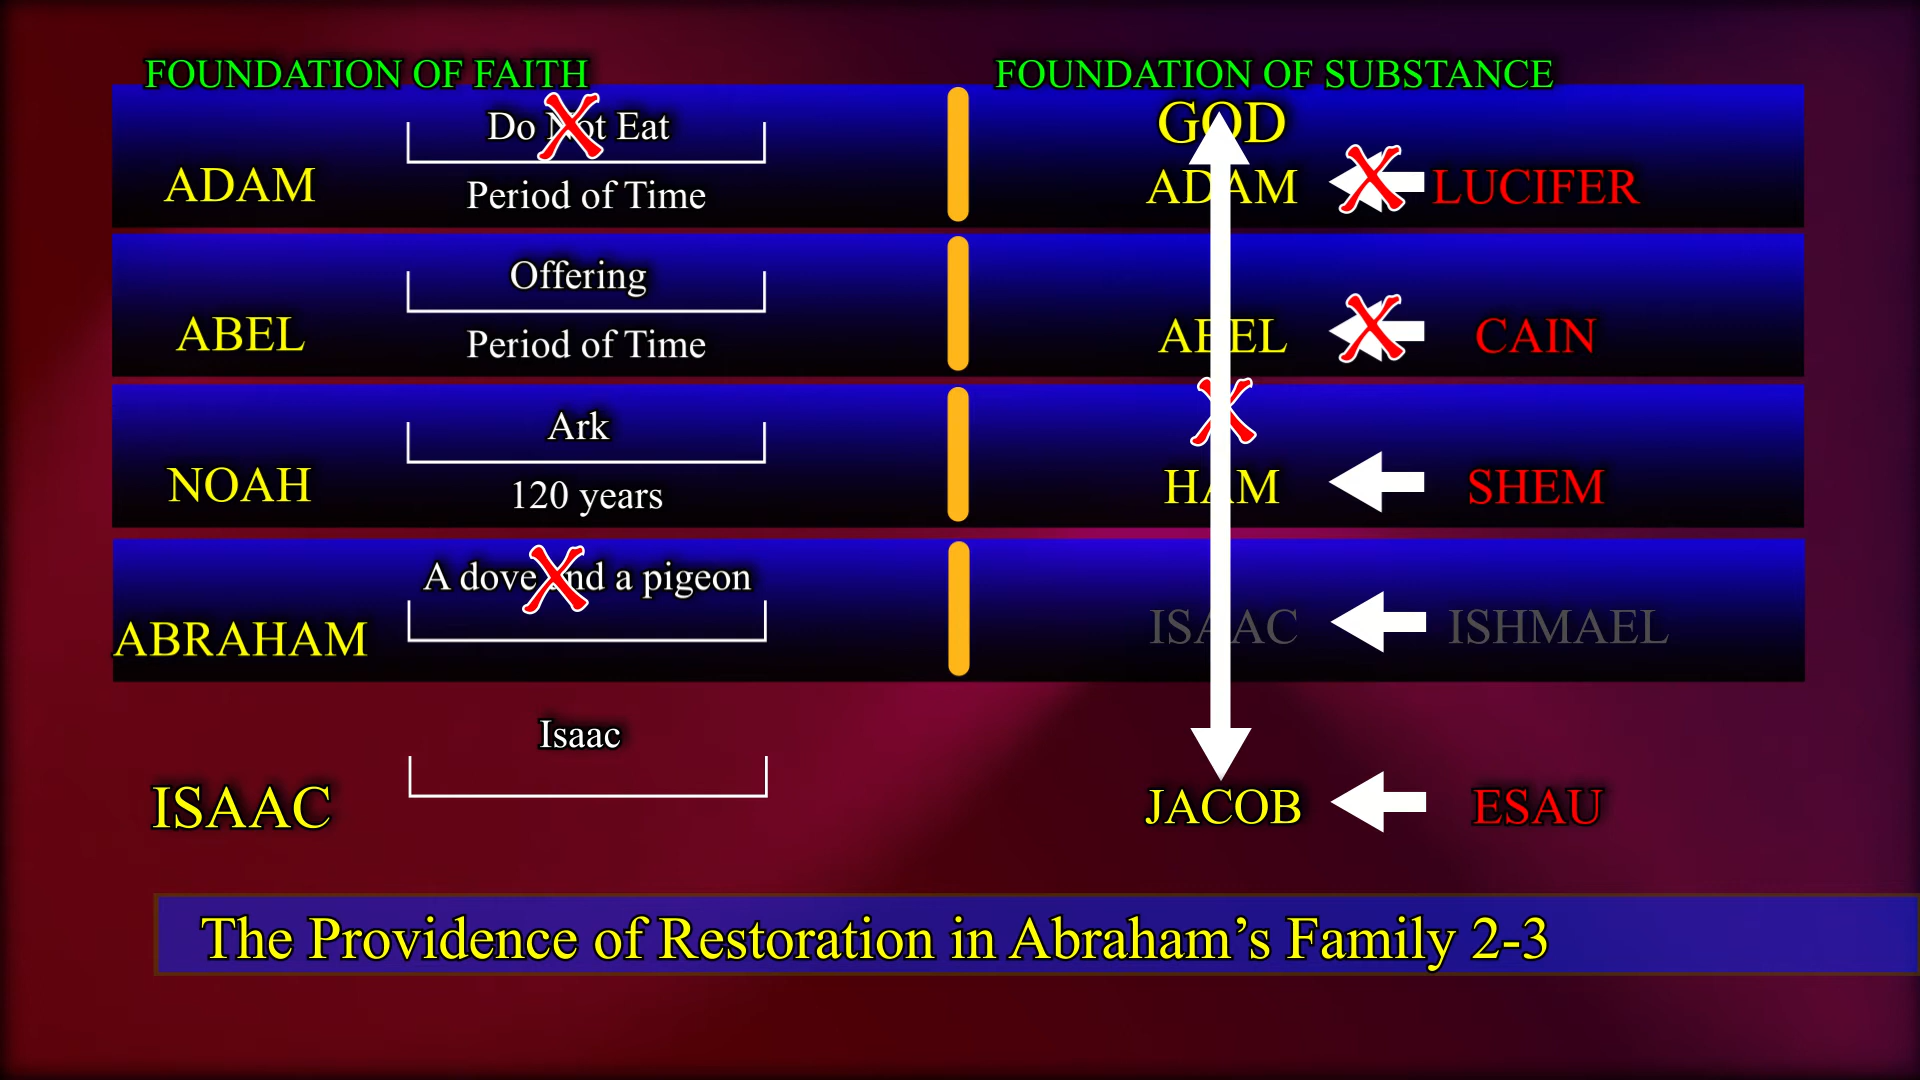 FOUNDATION OF FAITH
FOUNDATION OF SUBSTANCE
Do Not Eat
ADAM
Period of Time
GOD
ADAM
LUCIFER
Offering
ABEL
Period of Time
ABEL
CAIN
Ark
NOAH
120 years
HAM
SHEM
A dove and a pigeon
ABRAHAM
ISAAC
ISHMAEL
Isaac
ISAAC
JACOB
ESAU
The Providence of Restoration in Abraham’s Family 2-3